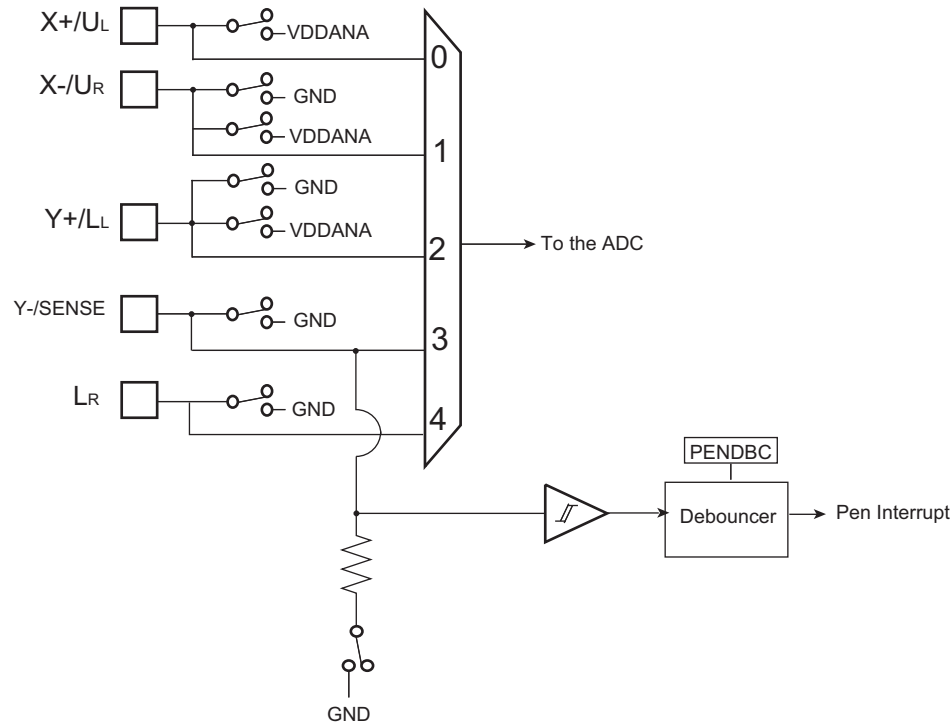 X+/UL
VDDANA
0
X-/UR
GND
VDDANA
1
GND
Y+/LL
VDDANA
2
To the ADC
Y-/SENSE
GND
3
LR
GND
4
PENDBC
Debouncer
Pen Interrupt
GND